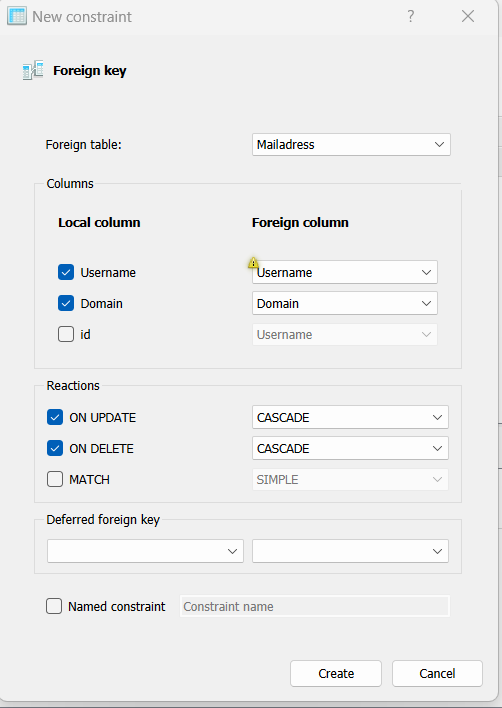 New constraint
?
Foreign key
Foreign table: Mailadress
Columns
Local column Foreign column
Username Username
Domain Domain
id Username
Reactions
ON UPDATE CASCADE
ON DELETE CASCADE
MATCH SIMPLE
Deferred foreign key
Named constraint Constraint name
Create Cancel